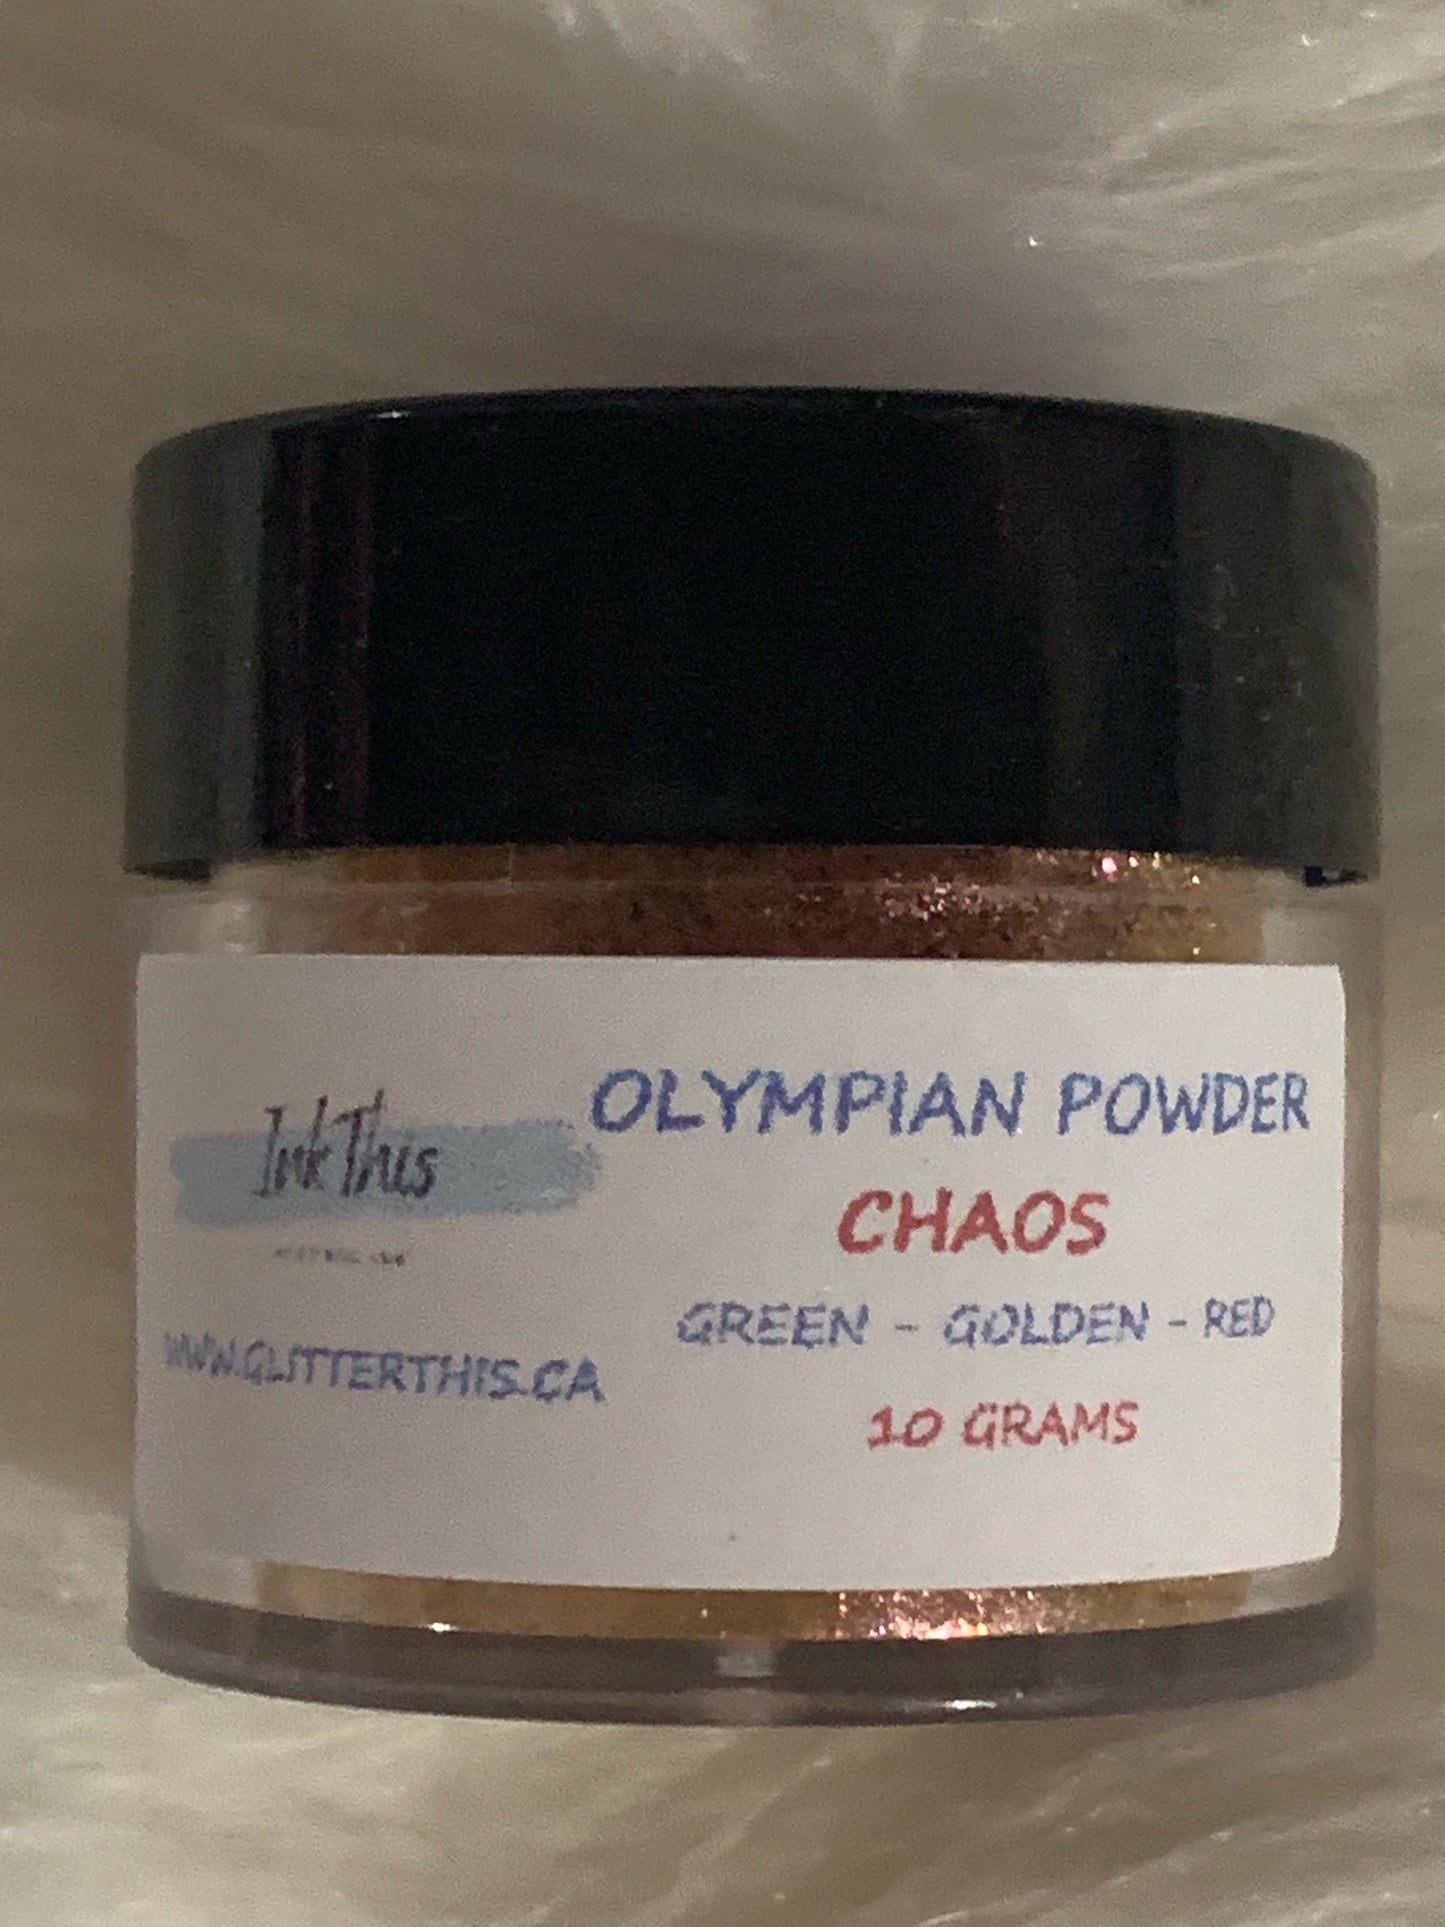 Ink This
WWW.GLITTERTHIS.CA
OLYMPIAN POWDER
CHAOS
GREEN - GOLDEN - RED
10 GRAMS